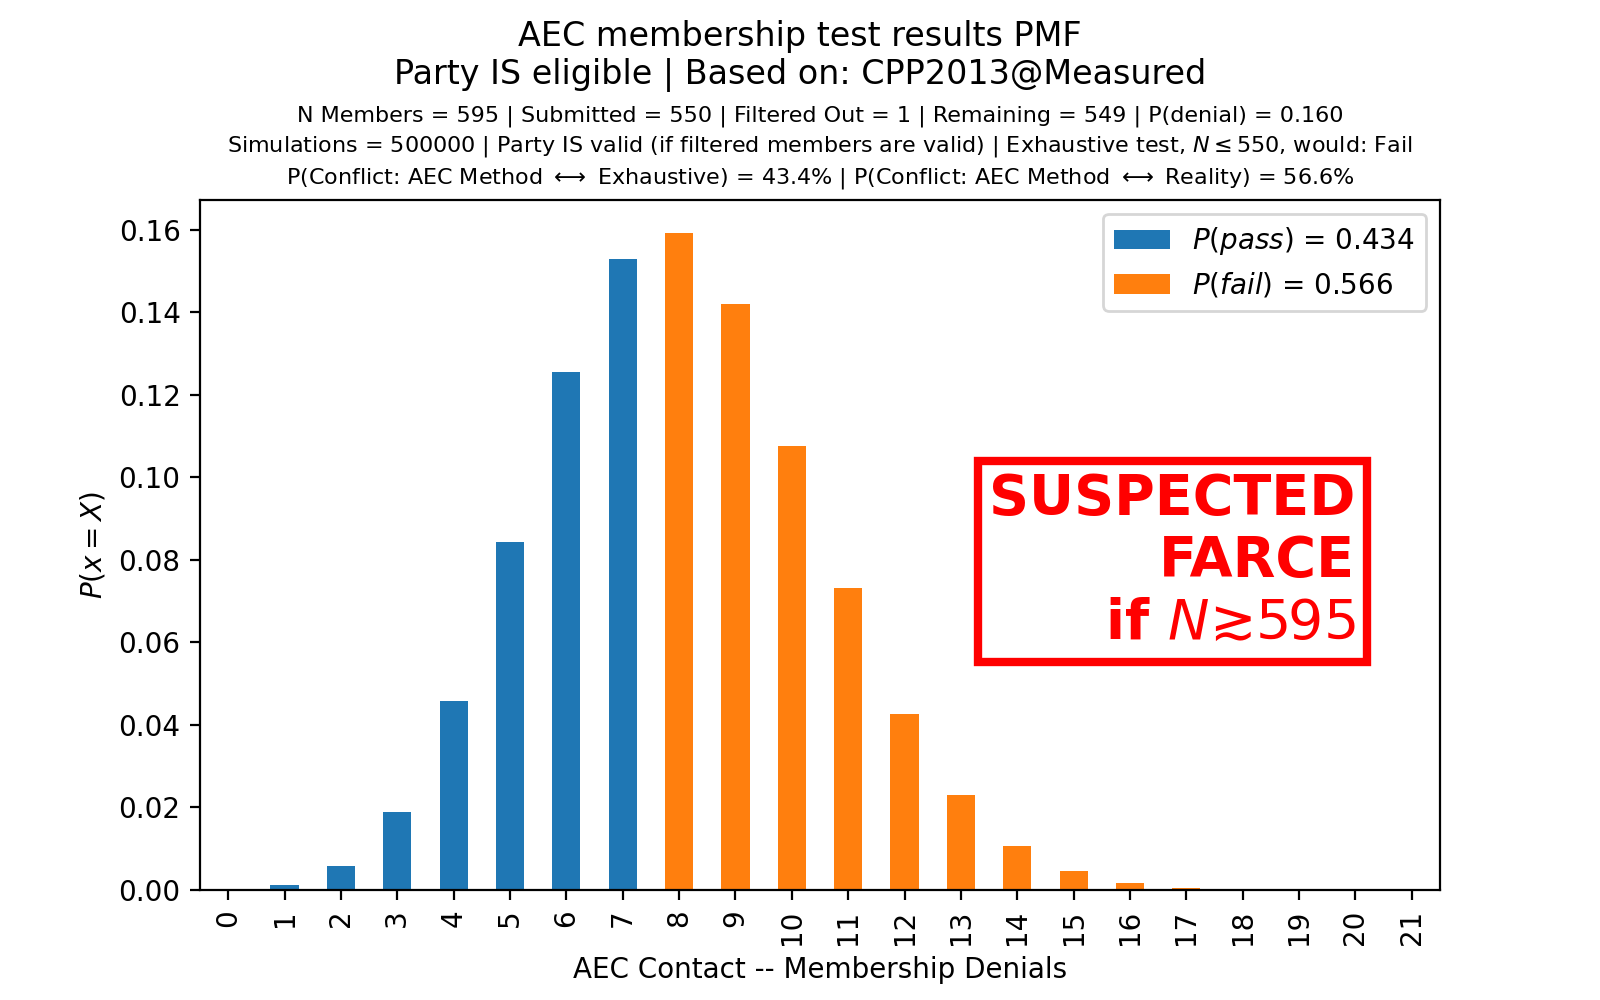 AEC membership test results PMF
Party IS eligible | Based on: CPP2013@Measured
N Members = 595 | Submitted = 550 | Filtered Out = 1 | Remaining = 549 | P(denial) = 0.160
Simulations = 500000 | Party IS valid (if filtered members are valid) | Exhaustive test, N ≤ 550, would: Fail
P(Conflict: AEC Method ⟷ Exhaustive) = 43.4% | P(Conflict: AEC Method ⟷ Reality) = 56.6%
P(pass) = 0.434
P(fail) = 0.566
0.16
0.14
0.12
0.10
0.08
0.06
0.04
0.02
0.00
P(x = X)
SUSPECTED
FARCE
if N⪞595
0 1 2 3 4 5 6 7 8 9 10 11 12 13 14 15 16 17 18 19 20 21
AEC Contact -- Membership Denials